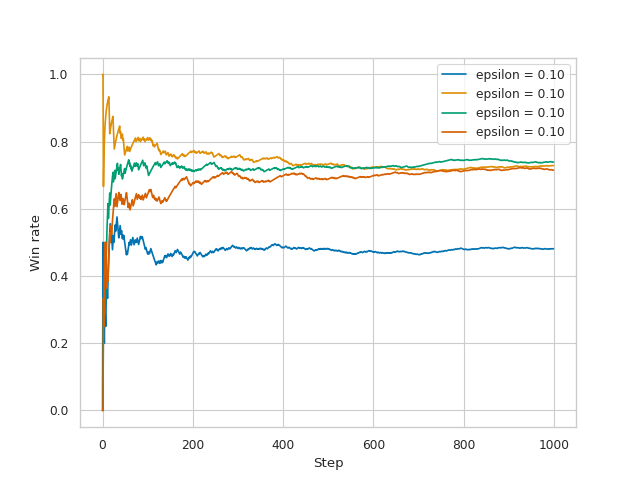 1.0
0.8
0.6
0.4
0.2
0.0
Win rate
0 200 400 600 800 1000
Step
epsilon = 0.10
epsilon = 0.10
epsilon = 0.10
epsilon = 0.10